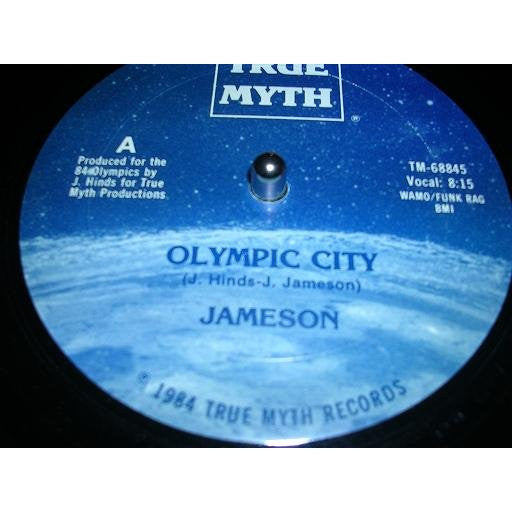 TRUE
MYTH
®
A
Produced for the
84 Olympics by
J. Hinds for True
Myth Productions
TM-68845
Vocal: 8:15
WAMO/FUNK RAG
BMI
OLYMPIC CITY
(J. Hinds-J. Jameson)
JAMESON
© 1984 TRUE MYTH RECORDS